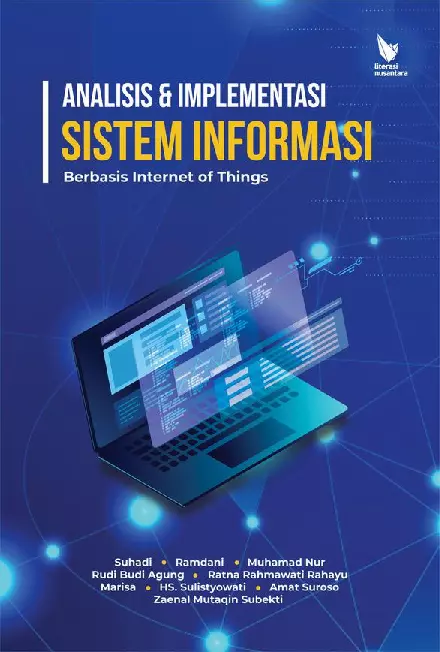 literasi
nusantara
ANALISIS & IMPLEMENTASI
SISTEM INFORMASI
Berbasis Internet of Things
Suhadi • Ramdani • Muhamad Nur
Rudi Budi Agung • Ratna Rahmawati Rahayu
Marisa • HS. Sulistyowati • Amat Suroso
Zaenal Mutaqin Subekti